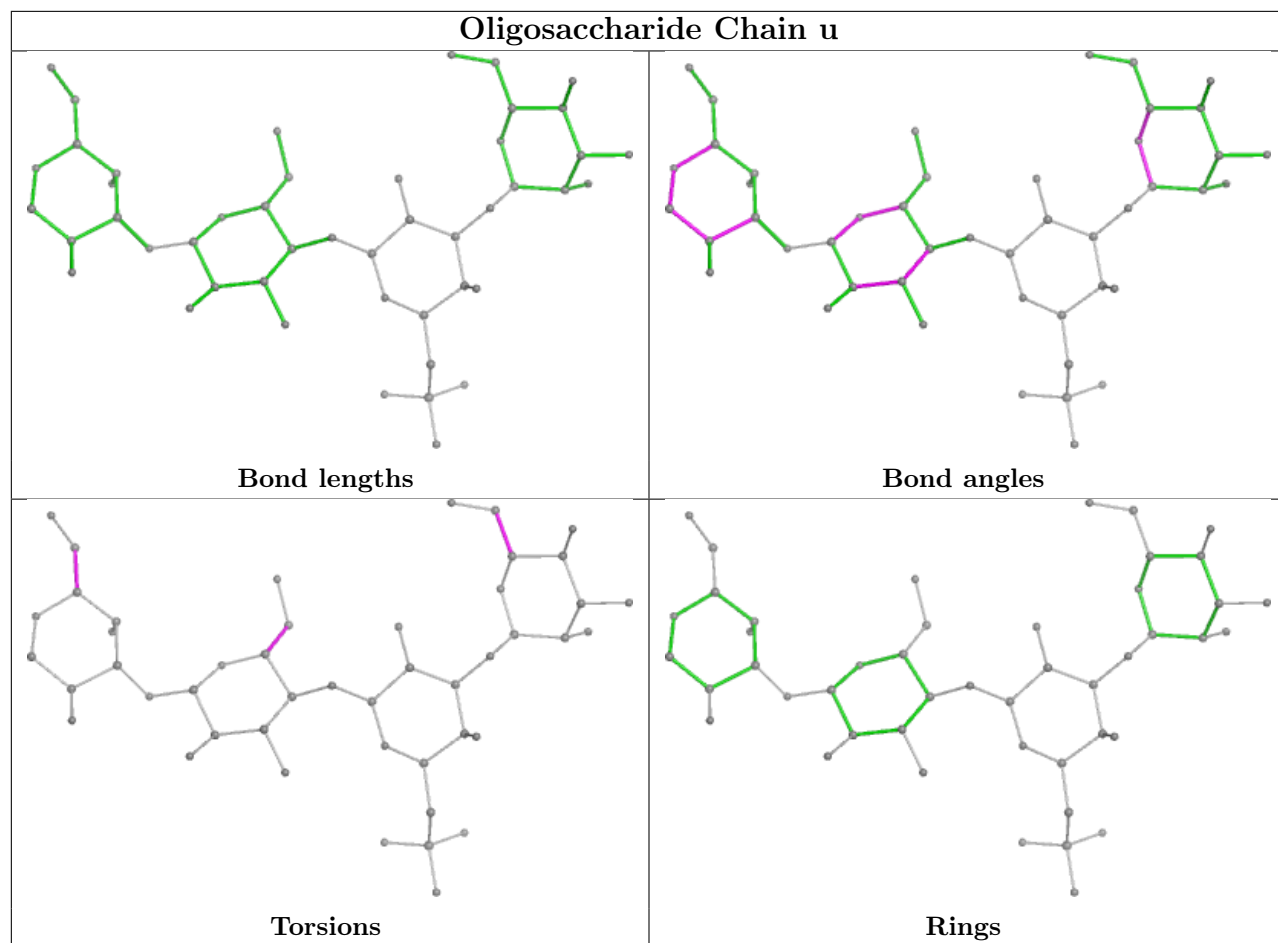 Oligosaccharide Chain u
Bond lengths
Bond angles
Torsions
Rings